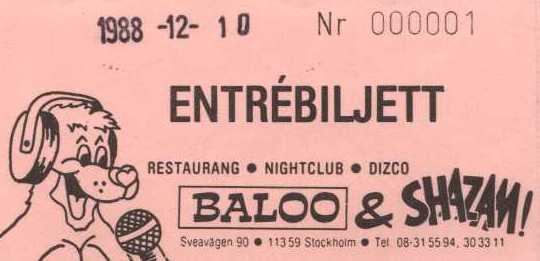 1988 -12- 10 Nr 000001
ENTRÉBILJETT
RESTAURANG ● NIGHTCLUB ● DIZCO
BALOO & SHAZAM!
Sveavägen 90 ● 113 59 Stockholm ● Tel. 08-31 55 94, 30 33 11